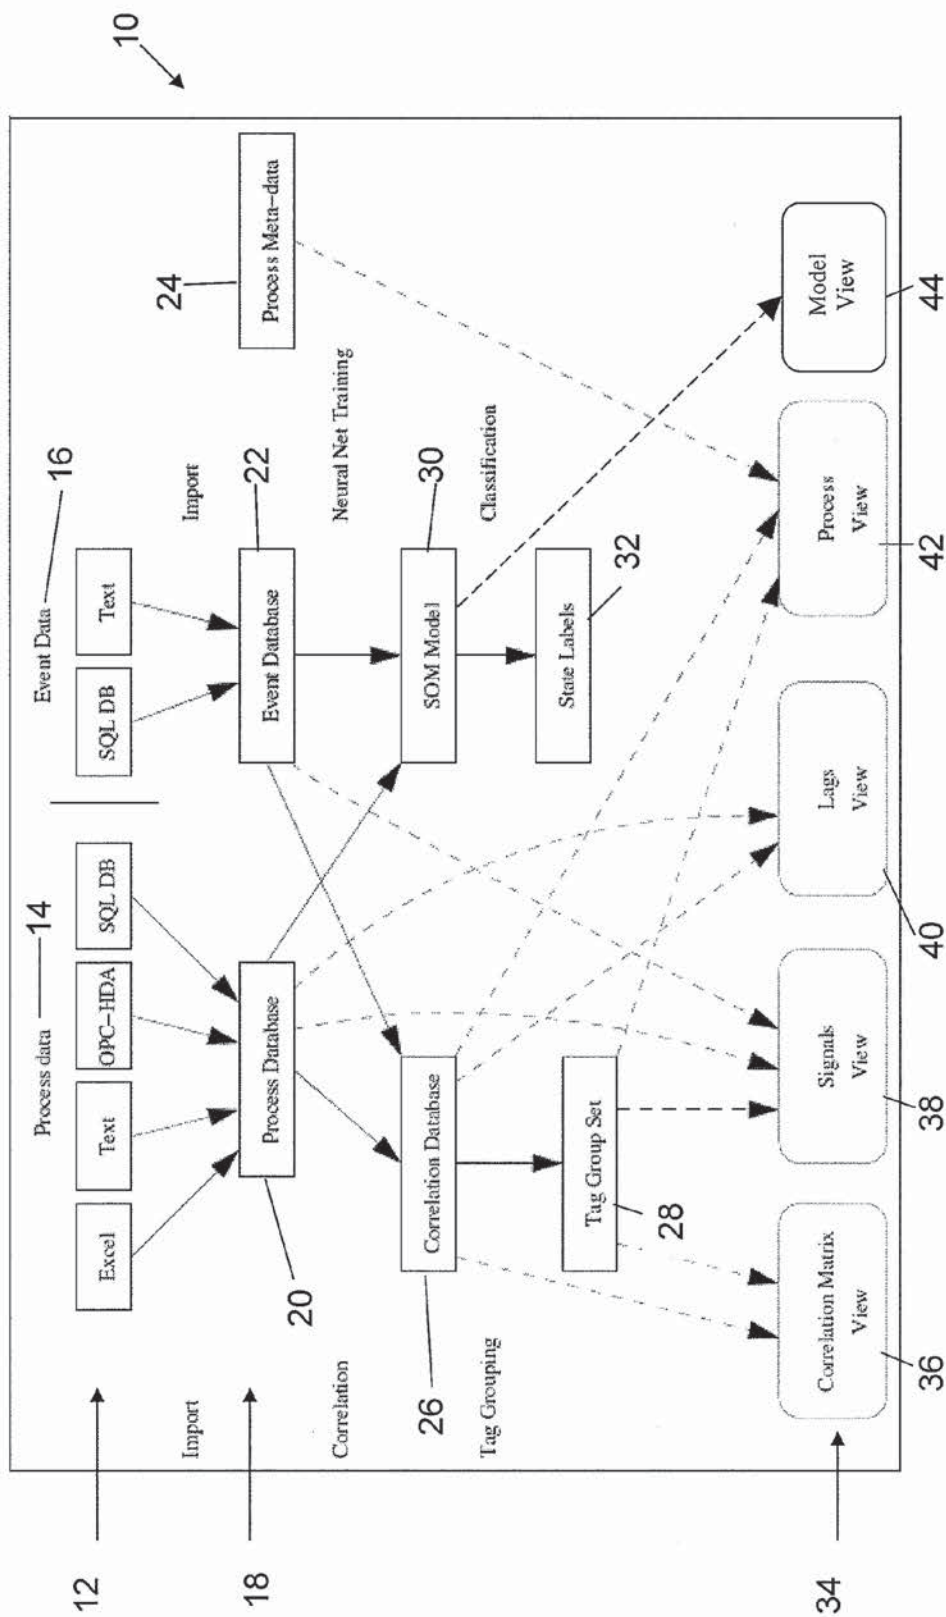 10
Process data
14
Event Data
16
12
Excel
Text
OPC-HDA
SQL DB
SQL DB
Text
Import
Import
18
20
Process Database
Event Database
22
24
Process Meta-data
Correlation
Neural Net Training
26
Correlation Database
SOM Model
30
Tag Grouping
Classification
28
Tag Group Set
State Labels
32
34
Correlation Matrix
View
Signals
View
Lags
View
Process
View
Model
View
36
38
40
42
44